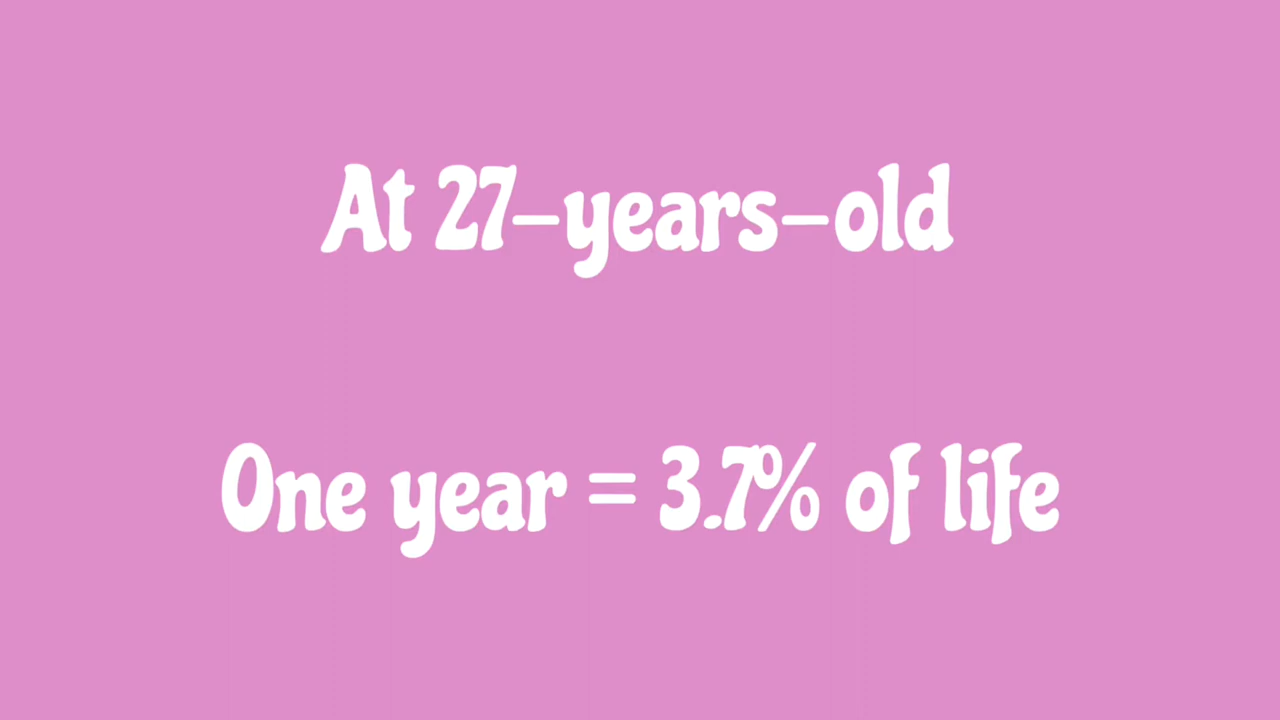 At 27-years-old
One year = 3.7% of life